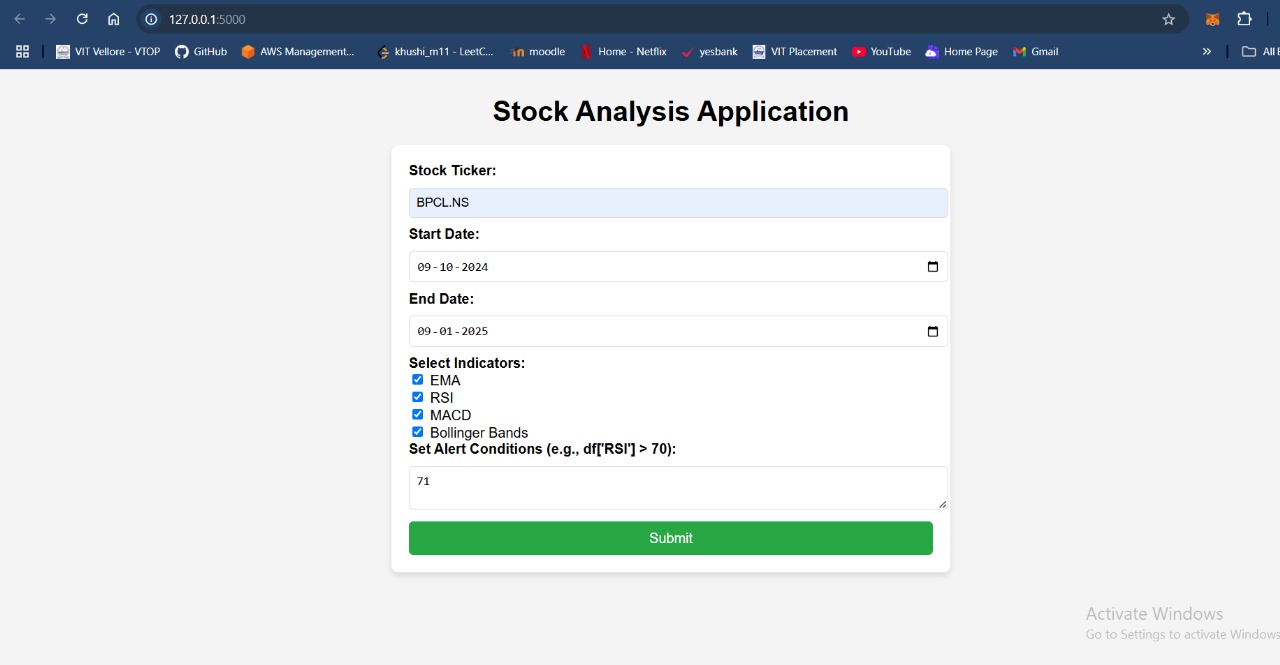 127.0.0.1:5000
VIT Vellore - VTOP GitHub AWS Management... khushi_m11 - LeetC... moodle Home - Netflix yesbank VIT Placement YouTube Home Page Gmail » All
Stock Analysis Application
Stock Ticker:
BPCL.NS
Start Date:
09-10-2024
End Date:
09-01-2025
Select Indicators:
EMA
RSI
MACD
Bollinger Bands
Set Alert Conditions (e.g., df['RSI'] > 70):
71
Submit
Activate Windows
Go to Settings to activate Windows